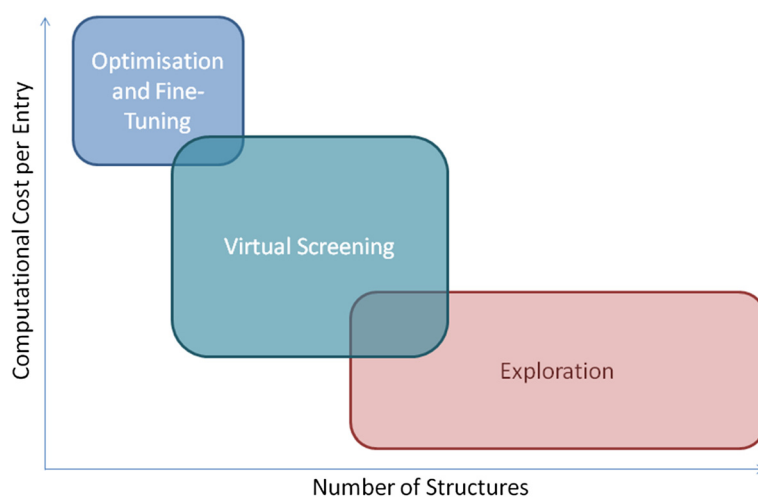 Optimisation
and Fine-
Tuning
Virtual Screening
Exploration
Computational Cost per Entry
Number of Structures